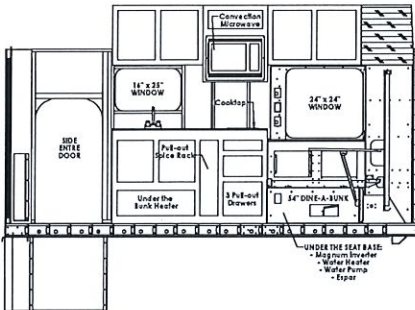 Convection
Microwave
16" x 25"
WINDOW
24" x 24"
WINDOW
Cooktop
SIDE
ENTRE
DOOR
Pull-out
Spice Rack
Under the
Bunk Heater
3 Pull-out
Drawers
54" DINE-A-BUNK
UNDER THE SEAT BASE:
- Magnum Inverter
- Water Heater
- Water Pump
- Espar